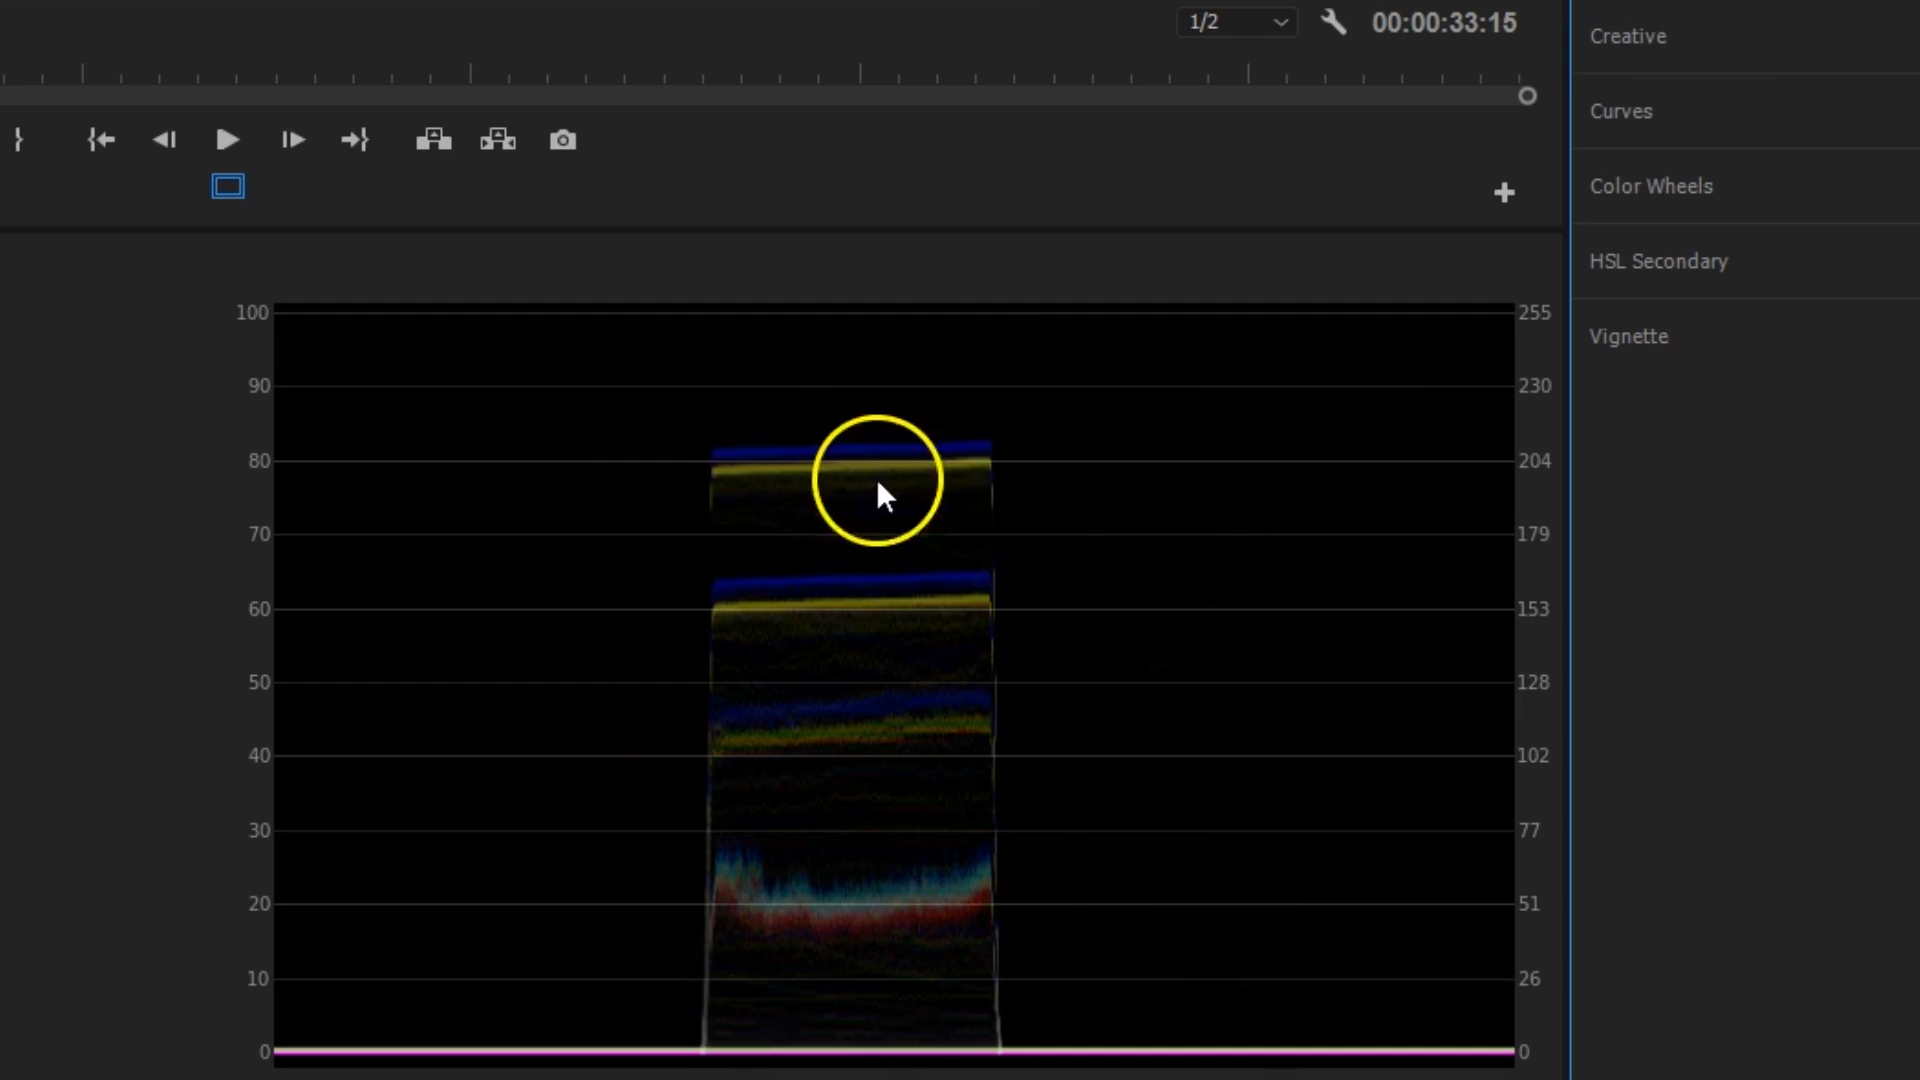 1/2
00:00:33:15
Creative
Curves
Color Wheels
HSL Secondary
Vignette
100 255
90 230
80 204
70 179
60 153
50 128
40 102
30 77
20 51
10 26
0 0